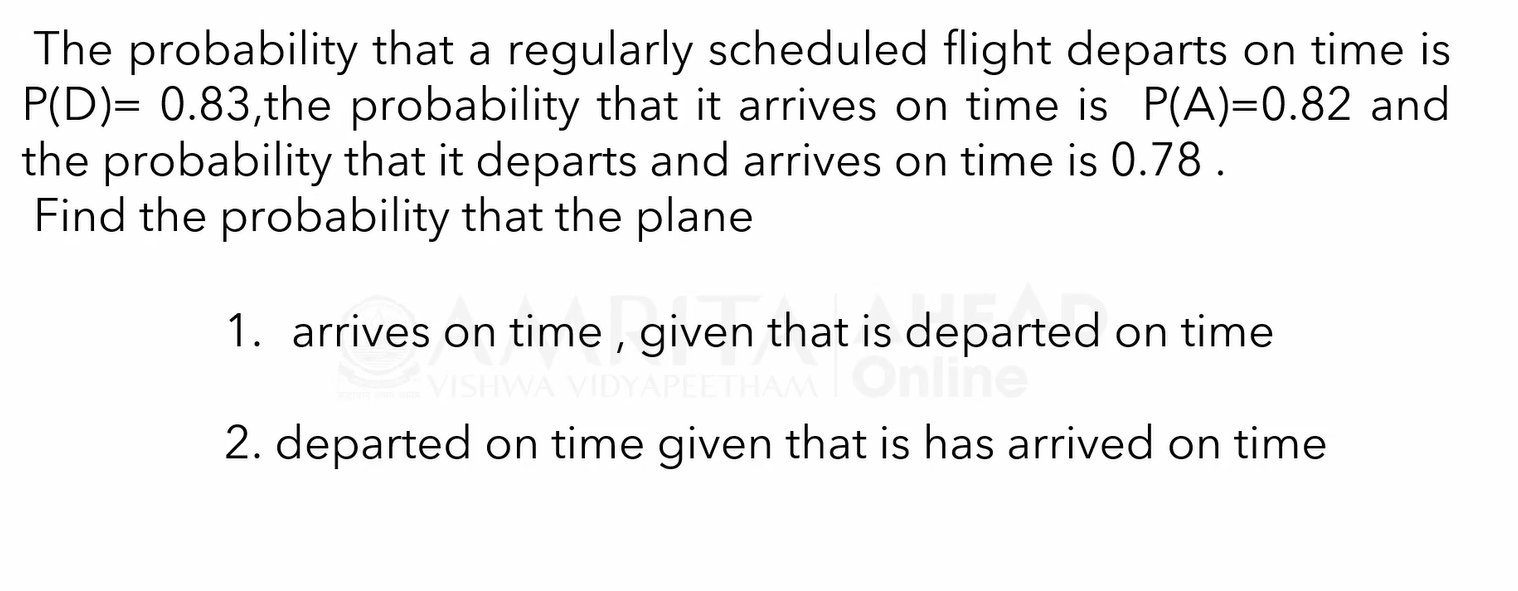 The probability that a regularly scheduled flight departs on time is
P(D)= 0.83,the probability that it arrives on time is P(A)=0.82 and
the probability that it departs and arrives on time is 0.78 .
Find the probability that the plane
1. arrives on time , given that is departed on time
AMRITA AHEAD
VISHWA VIDYAPEETHAM Online
2. departed on time given that is has arrived on time